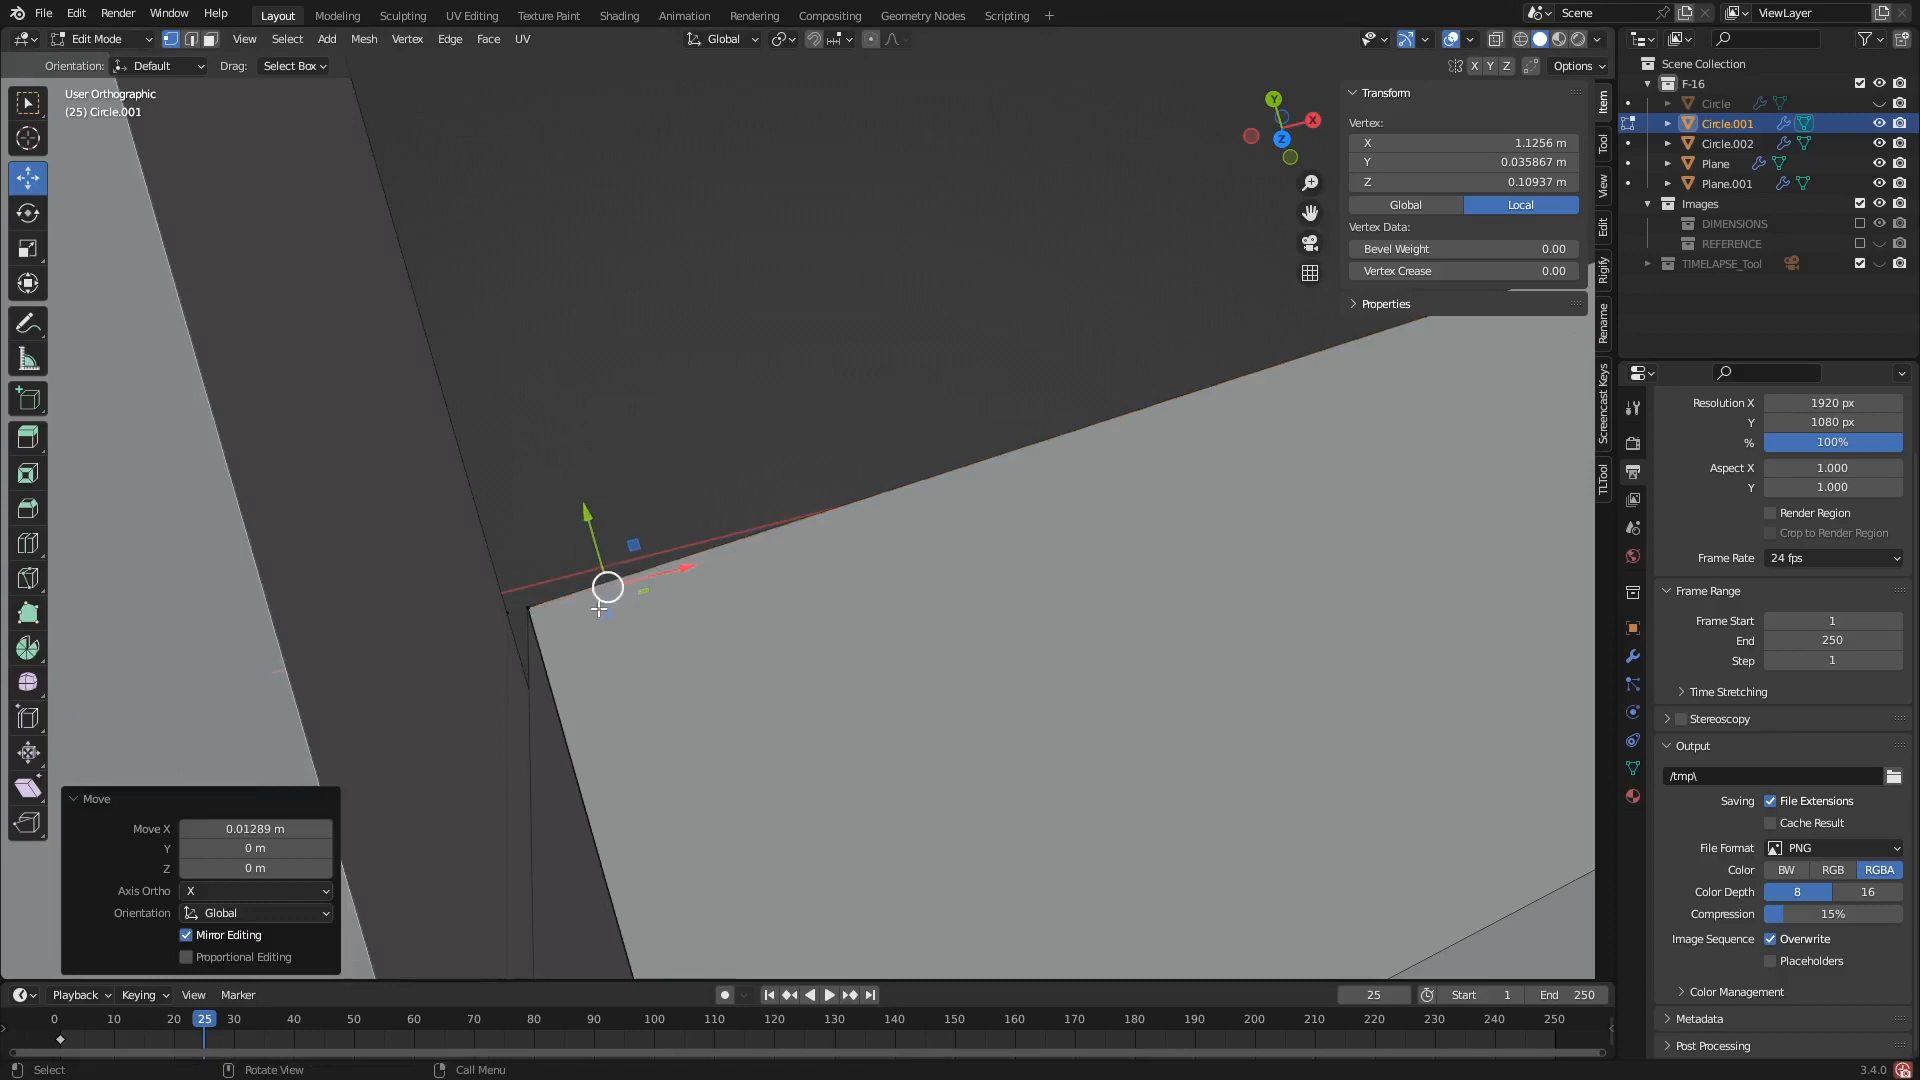 File Edit Render Window Help Layout Modeling Sculpting UV Editing Texture Paint Shading Animation Rendering Compositing Geometry Nodes Scripting + Scene ViewLayer
Edit Mode View Select Add Mesh Vertex Edge Face UV Global
Orientation: Default Drag: Select Box X Y Z Options
User Orthographic
(25) Circle.001
Y
X
Z
Transform
Vertex:
X 1.1256 m
Y 0.035867 m
Z 0.10937 m
Global Local
Vertex Data:
Bevel Weight 0.00
Vertex Crease 0.00
Properties
Item
Tool
View
Edit
Rigify
Rename
Screencast Keys
TLTool
Scene Collection
F-16
Circle
Circle.001
Circle.002
Plane
Plane.001
Images
DIMENSIONS
REFERENCE
TIMELAPSE_Tool
Resolution X 1920 px
Y 1080 px
% 100%
Aspect X 1.000
Y 1.000
Render Region
Crop to Render Region
Frame Rate 24 fps
Frame Range
Frame Start 1
End 250
Step 1
Time Stretching
Stereoscopy
Output
/tmp\
Saving File Extensions
Cache Result
File Format PNG
Color BW RGB RGBA
Color Depth 8 16
Compression 15%
Image Sequence Overwrite
Placeholders
Color Management
Metadata
Post Processing
Move
Move X 0.01289 m
Y 0 m
Z 0 m
Axis Ortho X
Orientation Global
Mirror Editing
Proportional Editing
Playback Keying View Marker 25 Start 1 End 250
0 10 20 25 30 40 50 60 70 80 90 100 110 120 130 140 150 160 170 180 190 200 210 220 230 240 250
Select Rotate View Call Menu 3.4.0